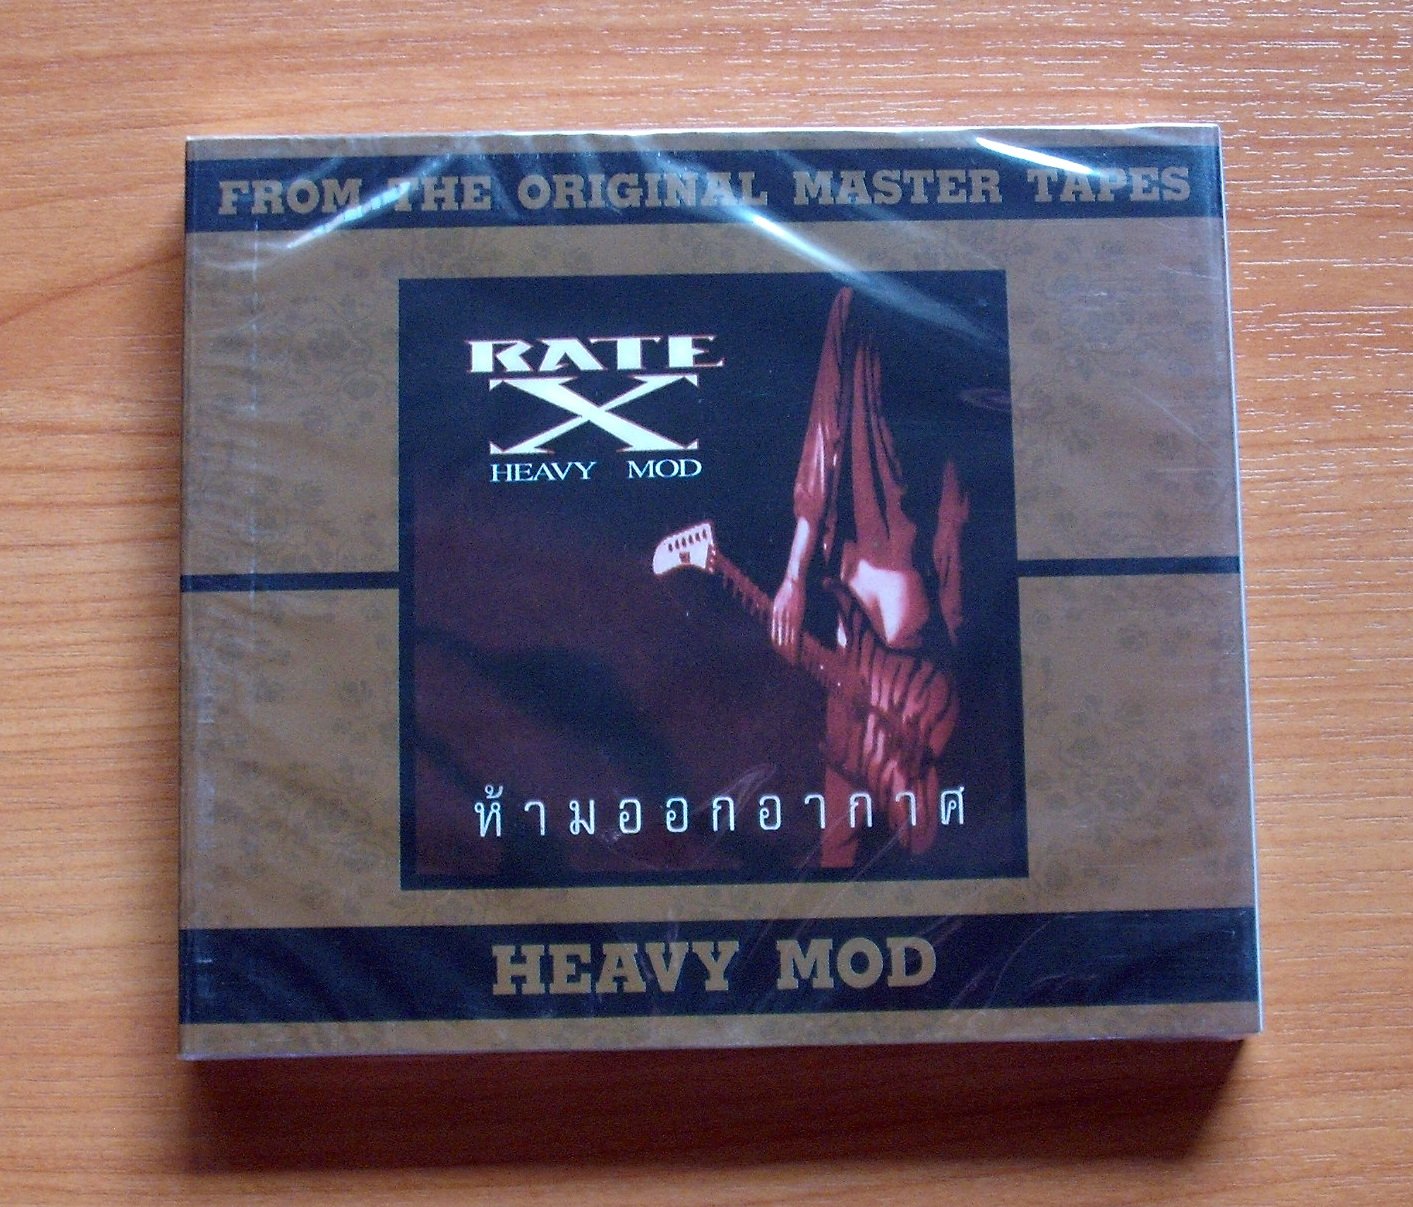 FROM THE ORIGINAL MASTER TAPES
RATE
X
HEAVY MOD
ห้ามออกอากาศ
HEAVY MOD